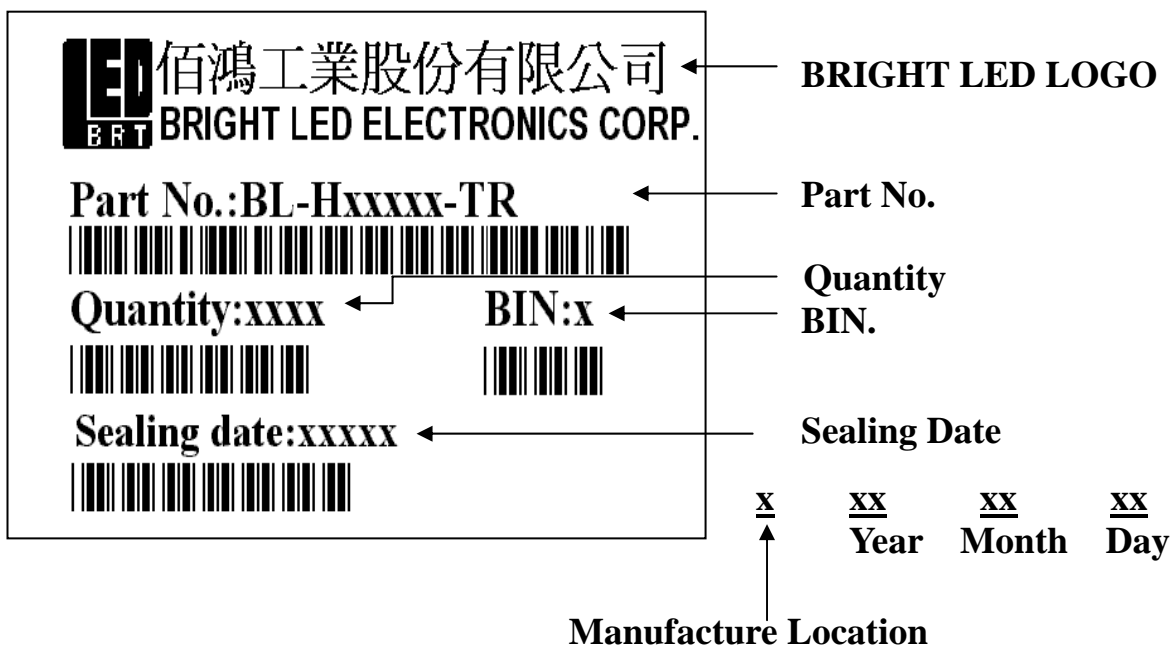 LED 佰鴻工業股份有限公司 BRIGHT LED LOGO
BRT BRIGHT LED ELECTRONICS CORP.
Part No.:BL-Hxxxxx-TR Part No.
Quantity
Quantity:xxxx BIN:x BIN.
Sealing date:xxxxx Sealing Date
x xx xx xx
Year Month Day
Manufacture Location